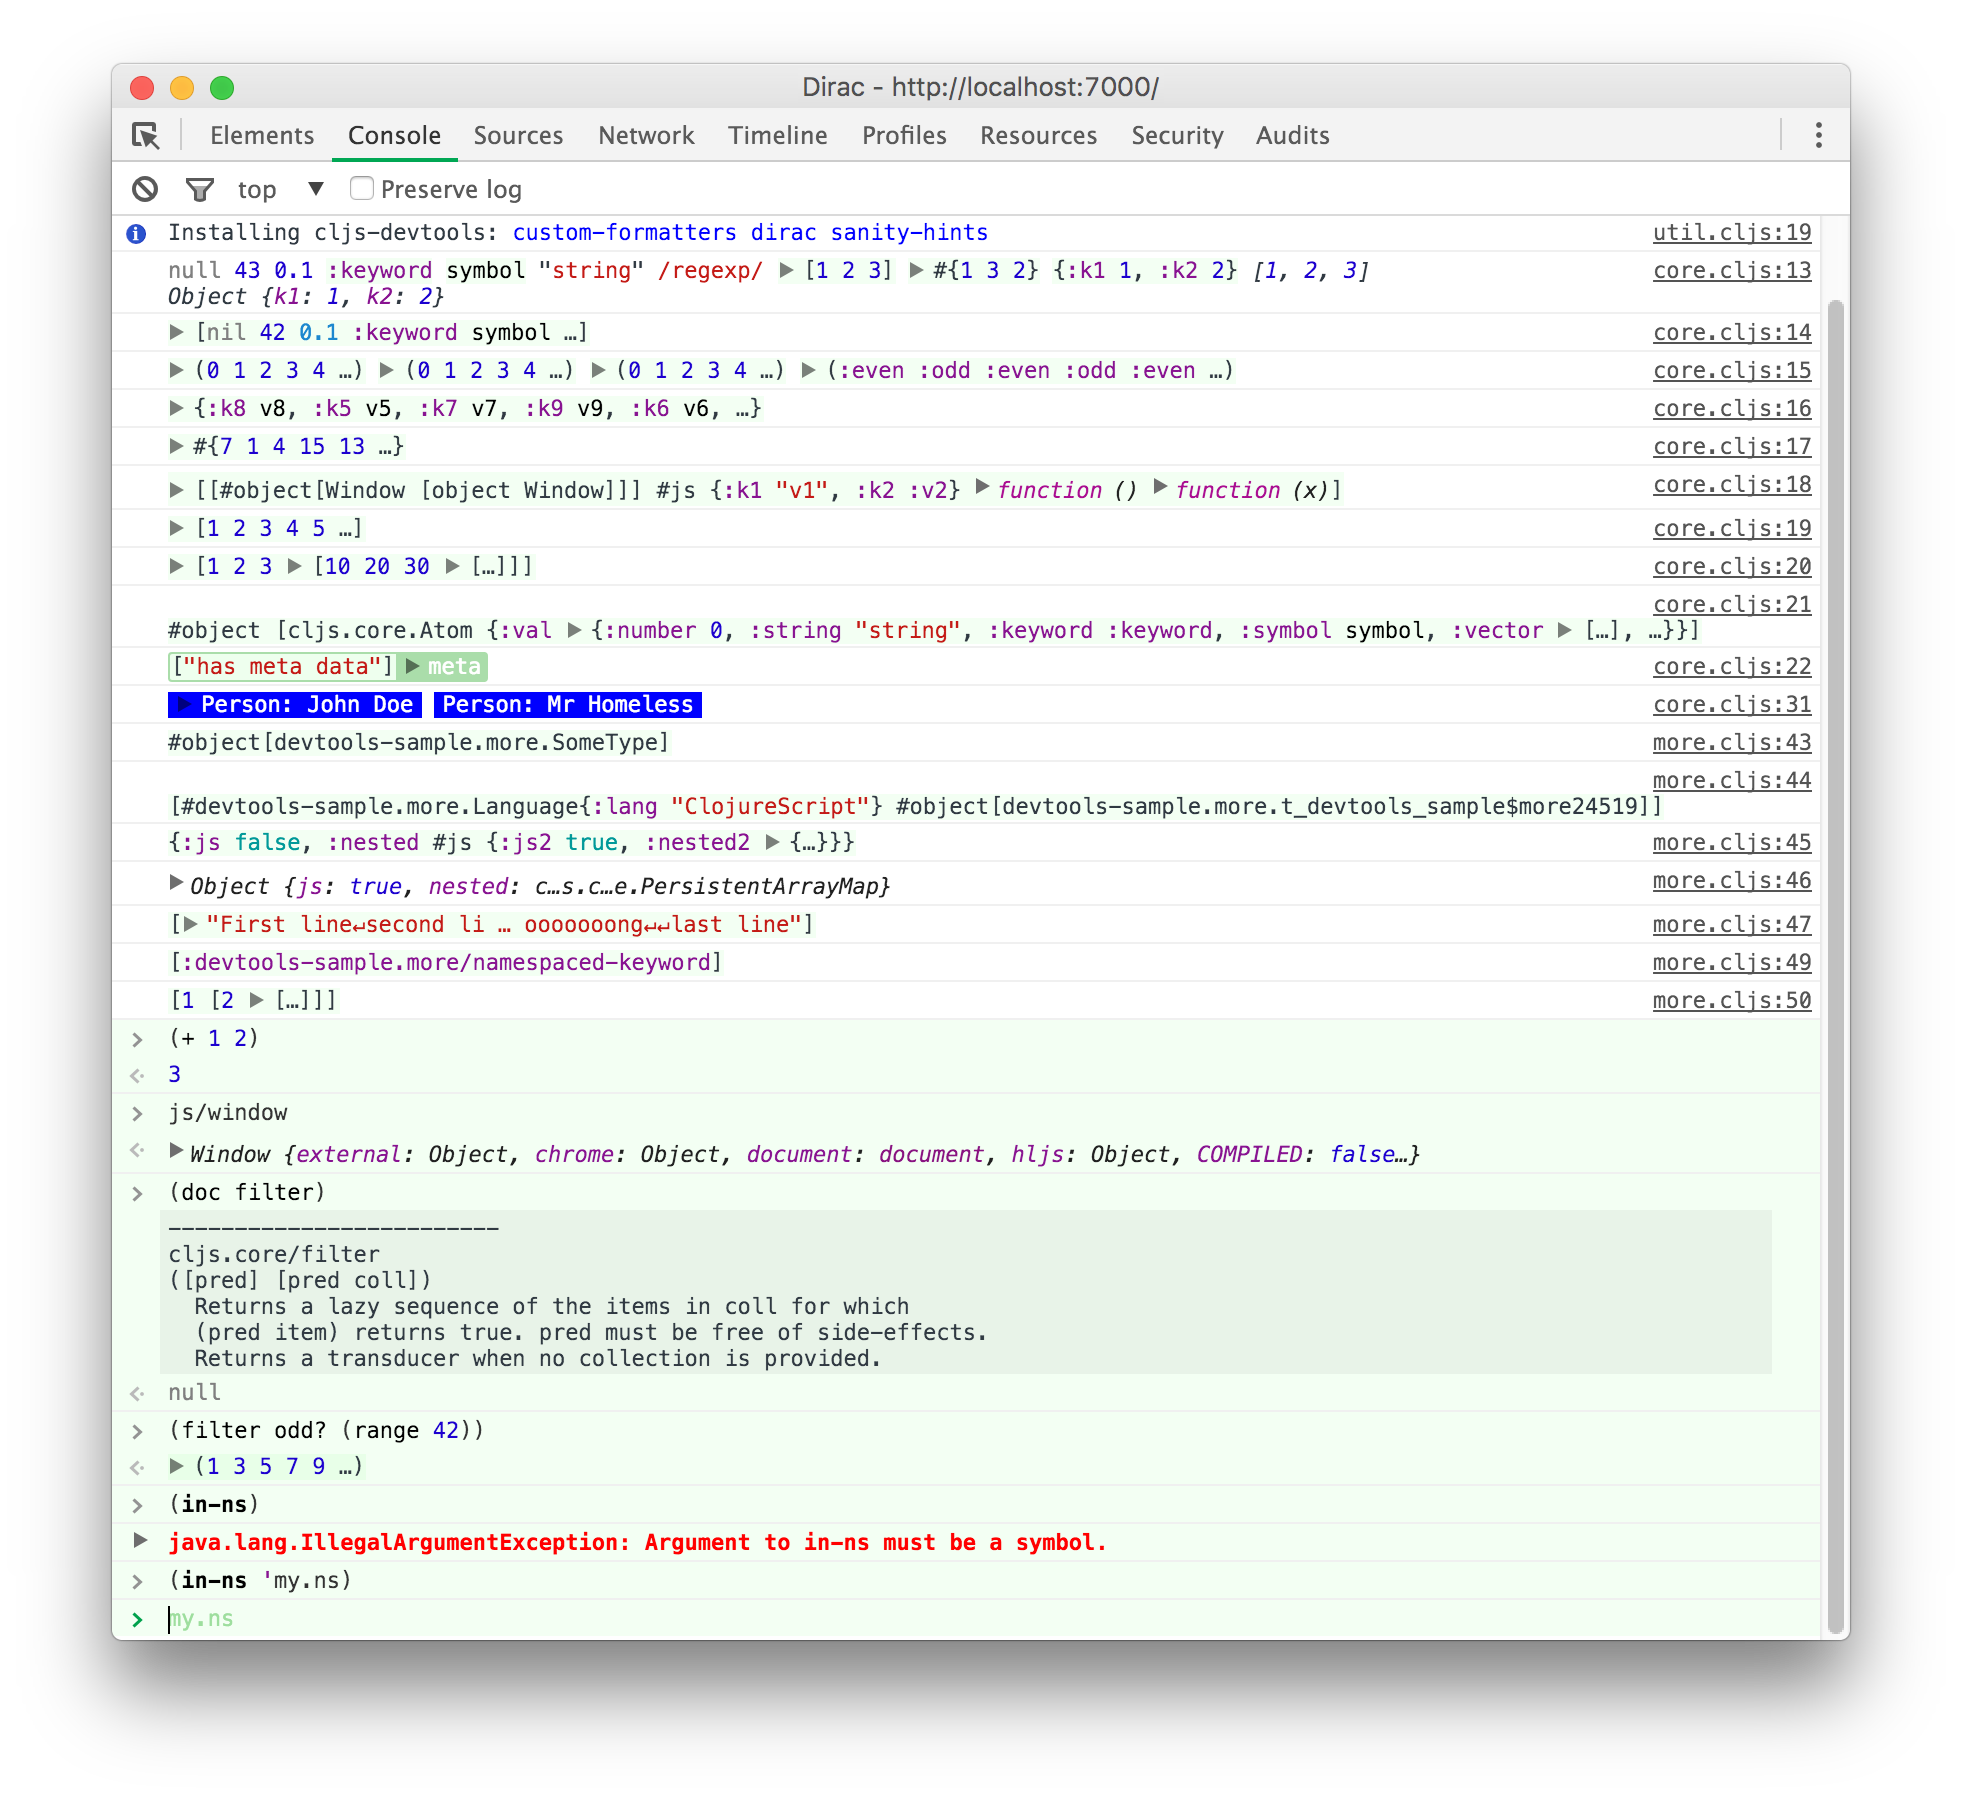 Dirac - http://localhost:7000/
Elements Console Sources Network Timeline Profiles Resources Security Audits
top ▼ Preserve log
Installing cljs-devtools: custom-formatters dirac sanity-hints util.cljs:19
null 43 0.1 :keyword symbol "string" /regexp/ ▶ [1 2 3] ▶ #{1 3 2} {:k1 1, :k2 2} [1, 2, 3] core.cljs:13
Object {k1: 1, k2: 2}
▶ [nil 42 0.1 :keyword symbol …] core.cljs:14
▶ (0 1 2 3 4 …) ▶ (0 1 2 3 4 …) ▶ (0 1 2 3 4 …) ▶ (:even :odd :even :odd :even …) core.cljs:15
▶ {:k8 v8, :k5 v5, :k7 v7, :k9 v9, :k6 v6, …} core.cljs:16
▶ #{7 1 4 15 13 …} core.cljs:17
▶ [[#object[Window [object Window]]] #js {:k1 "v1", :k2 :v2} ▶ function () ▶ function (x)] core.cljs:18
▶ [1 2 3 4 5 …] core.cljs:19
▶ [1 2 3 ▶ [10 20 30 ▶ […]]] core.cljs:20
core.cljs:21
#object [cljs.core.Atom {:val ▶ {:number 0, :string "string", :keyword :keyword, :symbol symbol, :vector ▶ […], …}}]
["has meta data"] ▶ meta core.cljs:22
▶ Person: John Doe Person: Mr Homeless core.cljs:31
#object[devtools-sample.more.SomeType] more.cljs:43
more.cljs:44
[#devtools-sample.more.Language{:lang "ClojureScript"} #object[devtools-sample.more.t_devtools_sample$more24519]]
{:js false, :nested #js {:js2 true, :nested2 ▶ {…}}} more.cljs:45
▶ Object {js: true, nested: c…s.c…e.PersistentArrayMap} more.cljs:46
[▶ "First line↵second li … ooooooong↵↵last line"] more.cljs:47
[:devtools-sample.more/namespaced-keyword] more.cljs:49
[1 [2 ▶ […]]] more.cljs:50
> (+ 1 2)
< 3
> js/window
< ▶ Window {external: Object, chrome: Object, document: document, hljs: Object, COMPILED: false…}
> (doc filter)
-------------------------
cljs.core/filter
([pred] [pred coll])
Returns a lazy sequence of the items in coll for which
(pred item) returns true. pred must be free of side-effects.
Returns a transducer when no collection is provided.
< null
> (filter odd? (range 42))
< ▶ (1 3 5 7 9 …)
> (in-ns)
▶ java.lang.IllegalArgumentException: Argument to in-ns must be a symbol.
> (in-ns 'my.ns)
> my.ns